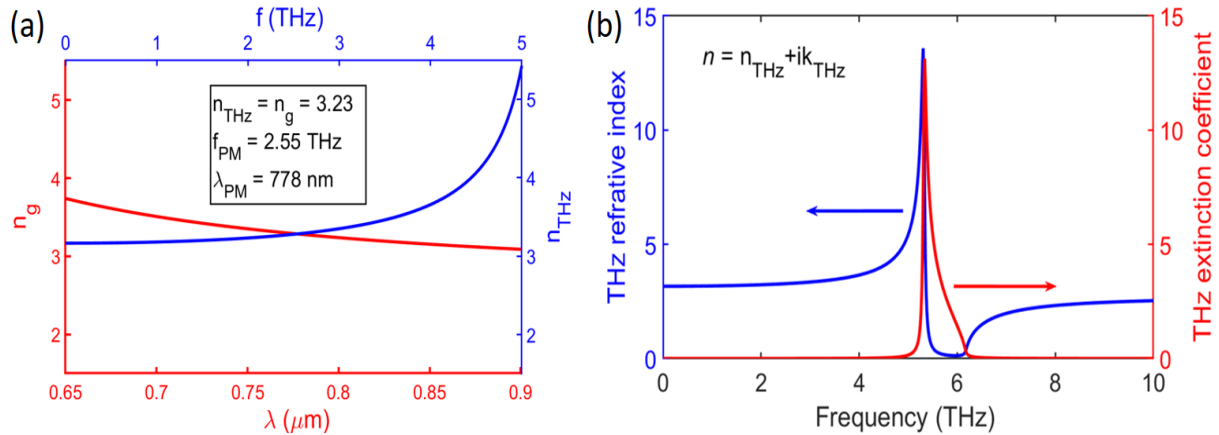 (a)
f (THz)
0 1 2 3 4 5
5
4
3
2
n_g
n_THz = n_g = 3.23
f_PM = 2.55 THz
λ_PM = 778 nm
5
4
3
2
n_THz
0.65 0.7 0.75 0.8 0.85 0.9
λ (μm)
(b)
15
10
5
0
THz refrative index
n = n_THz+ik_THz
15
10
5
0
THz extinction coefficient
0 2 4 6 8 10
Frequency (THz)